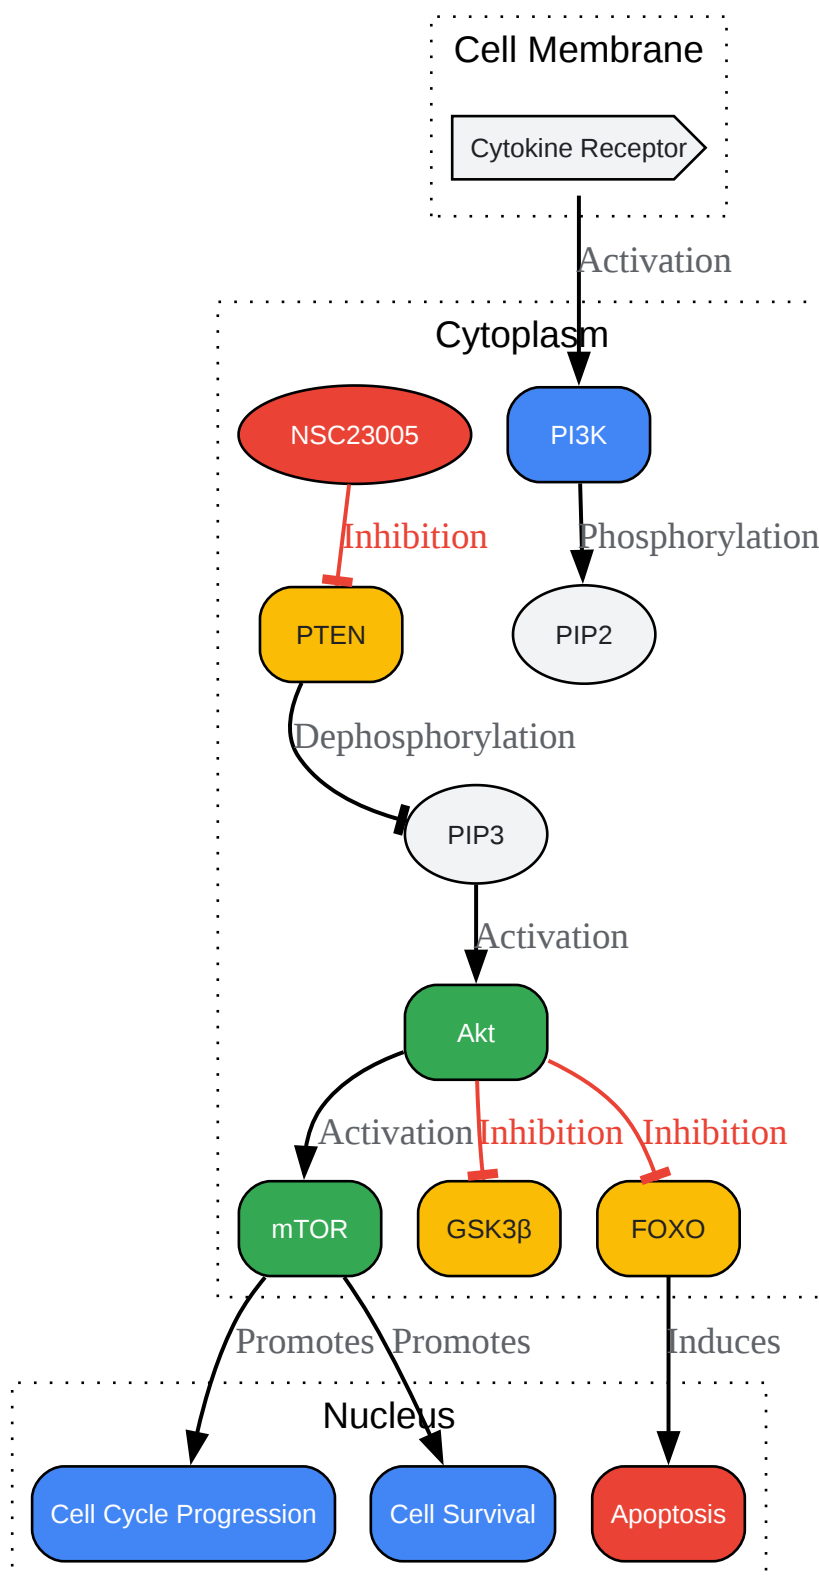 Cell Membrane
Cytokine Receptor
Activation
Cytoplasm
NSC23005
PI3K
Inhibition
Phosphorylation
PTEN
PIP2
Dephosphorylation
PIP3
Activation
Akt
Activation
Inhibition
Inhibition
mTOR
GSK3β
FOXO
Promotes
Promotes
Induces
Nucleus
Cell Cycle Progression
Cell Survival
Apoptosis